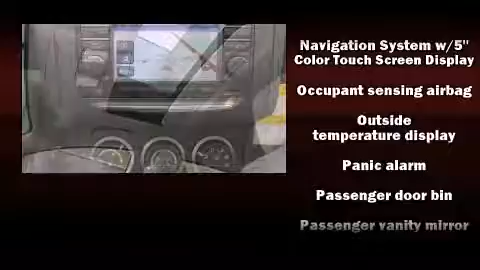 Navigation System w/5"
Color Touch Screen Display
Occupant sensing airbag
Outside
temperature display
Panic alarm
Passenger door bin
Passenger vanity mirror